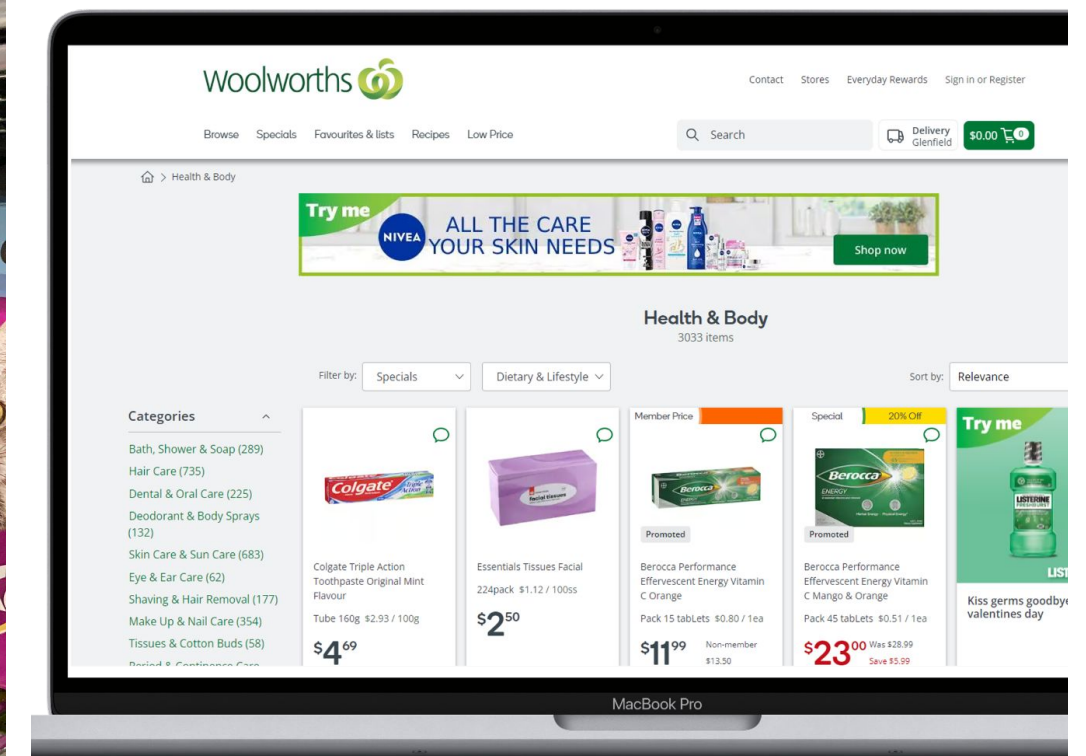 Woolworths
Contact Stores Everyday Rewards Sign in or Register
Browse Specials Favourites & lists Recipes Low Price
Search
Delivery
Glenfield
$0.00 0
> Health & Body
Try me
NIVEA
ALL THE CARE
YOUR SKIN NEEDS
Shop now
Health & Body
3033 items
Filter by: Specials Dietary & Lifestyle
Sort by: Relevance
Categories
Bath, Shower & Soap (289)
Hair Care (735)
Dental & Oral Care (225)
Deodorant & Body Sprays
(132)
Skin Care & Sun Care (683)
Eye & Ear Care (62)
Shaving & Hair Removal (177)
Make Up & Nail Care (354)
Tissues & Cotton Buds (58)
Period & Continence Care
Colgate
Triple
Action
Colgate Triple Action
Toothpaste Original Mint
Flavour
Tube 160g $2.93 / 100g
$4 69
facial tissues
Essentials Tissues Facial
224pack $1.12 / 100ss
$2 50
Member Price
Berocca
Promoted
Berocca Performance
Effervescent Energy Vitamin
C Orange
Pack 15 tabLets $0.80 / 1ea
$11 99
Non-member
$13.50
Special 20% Off
Berocca
ENERGY
Promoted
Berocca Performance
Effervescent Energy Vitamin
C Mango & Orange
Pack 45 tabLets $0.51 / 1ea
$23 00
Was $28.99
Save $5.99
Try me
LISTERINE
LIST
Kiss germs goodbye
valentines day
MacBook Pro